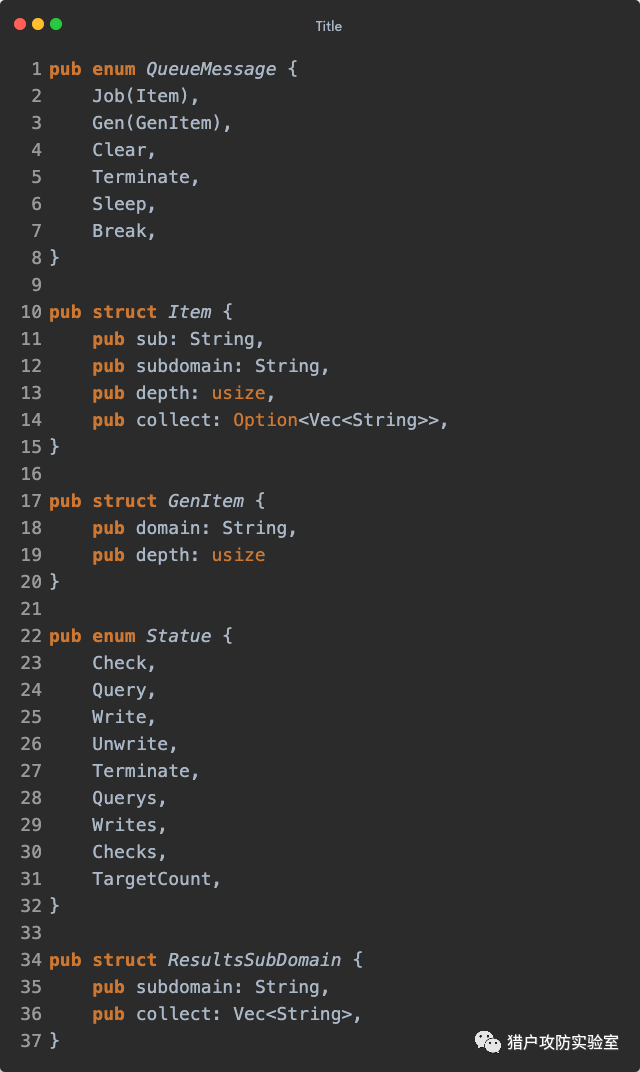 Title
1 pub enum QueueMessage {
2     Job(Item),
3     Gen(GenItem),
4     Clear,
5     Terminate,
6     Sleep,
7     Break,
8 }
9
10 pub struct Item {
11     pub sub: String,
12     pub subdomain: String,
13     pub depth: usize,
14     pub collect: Option<Vec<String>>,
15 }
16
17 pub struct GenItem {
18     pub domain: String,
19     pub depth: usize
20 }
21
22 pub enum Statue {
23     Check,
24     Query,
25     Write,
26     Unwrite,
27     Terminate,
28     Querys,
29     Writes,
30     Checks,
31     TargetCount,
32 }
33
34 pub struct ResultsSubDomain {
35     pub subdomain: String,
36     pub collect: Vec<String>,
37 }
猎户攻防实验室